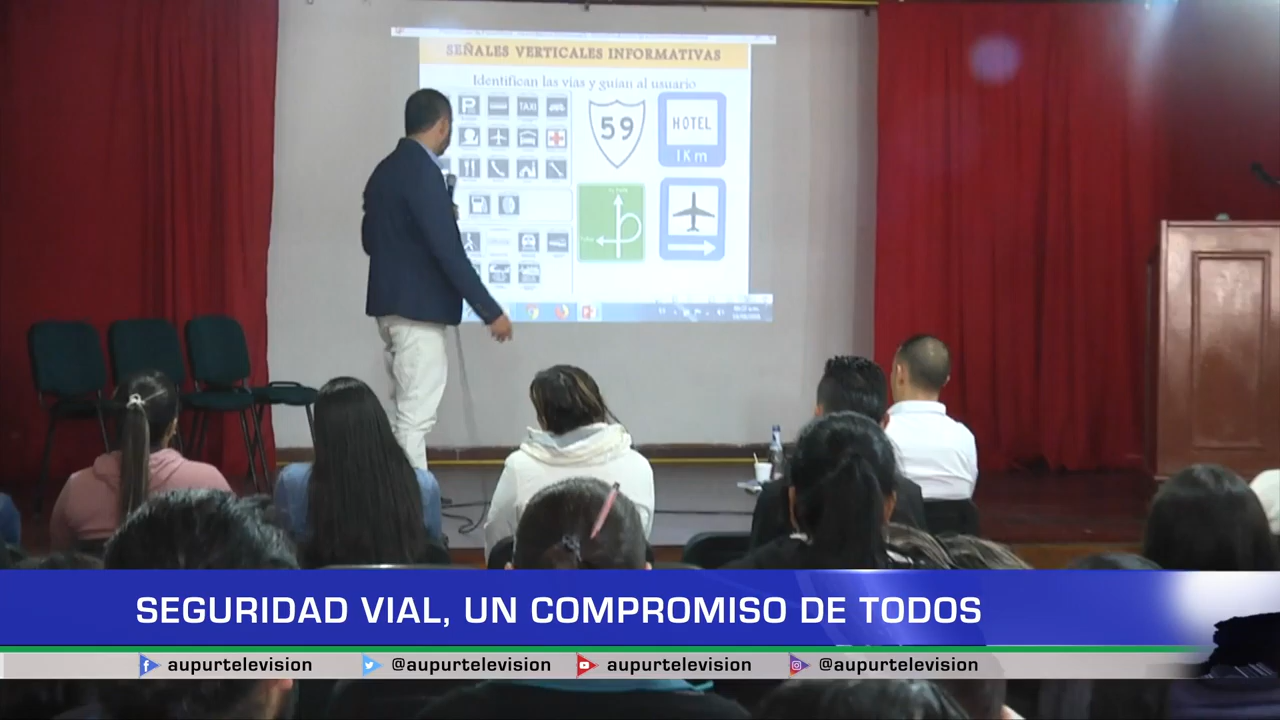 SEÑALES VERTICALES INFORMATIVAS
Identifican las vías y guían al usuario
P
TAXI
59
HOTEL
1Km
SEGURIDAD VIAL, UN COMPROMISO DE TODOS
aupurtelevision
@aupurtelevision
aupurtelevision
@aupurtelevision